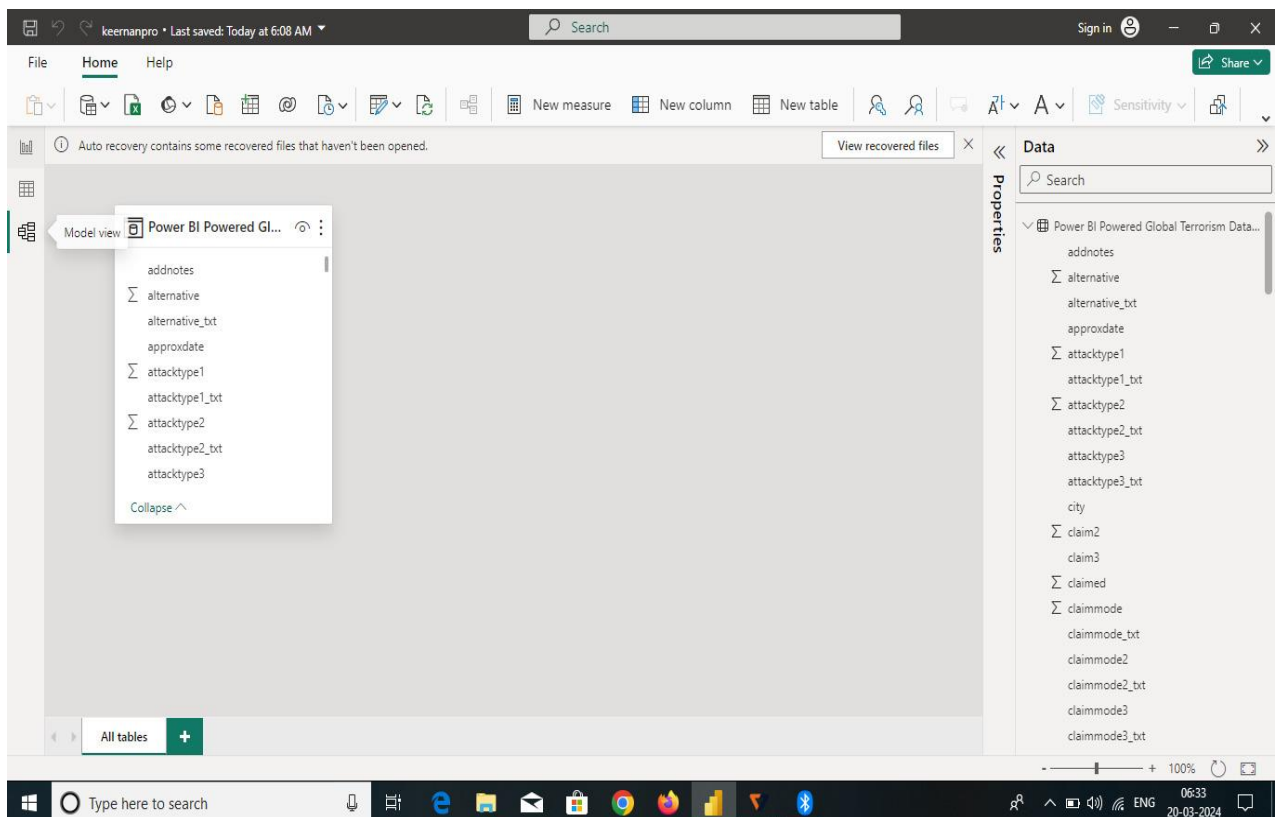 keernanpro • Last saved: Today at 6:08 AM
Search
Sign in
File Home Help
Share
New measure New column New table
Sensitivity
Auto recovery contains some recovered files that haven't been opened.
View recovered files
Model view
Power BI Powered Gl...
addnotes
alternative
alternative_txt
approxdate
attacktype1
attacktype1_txt
attacktype2
attacktype2_txt
attacktype3
Collapse
Properties
Data
Search
Power BI Powered Global Terrorism Data...
addnotes
alternative
alternative_txt
approxdate
attacktype1
attacktype1_txt
attacktype2
attacktype2_txt
attacktype3
attacktype3_txt
city
claim2
claim3
claimed
claimmode
claimmode_txt
claimmode2
claimmode2_txt
claimmode3
claimmode3_txt
All tables
- + 100%
Type here to search
ENG
06:33
20-03-2024